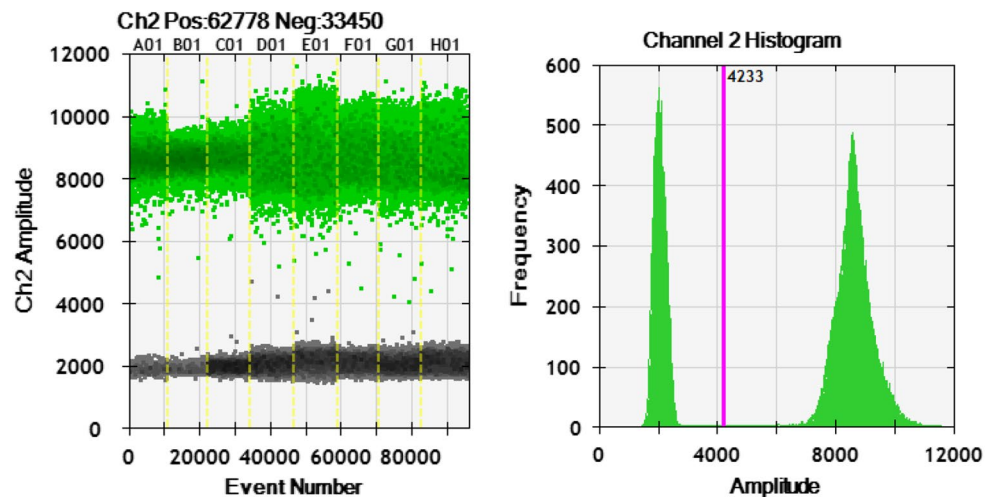 Ch2 Pos:62778 Neg:33450
A01 B01 C01 D01 E01 F01 G01 H01
12000
10000
8000
6000
4000
2000
0
Ch2 Amplitude
0 20000 40000 60000 80000
Event Number
Channel 2 Histogram
4233
600
500
400
300
200
100
0
Frequency
0 4000 8000 12000
Amplitude